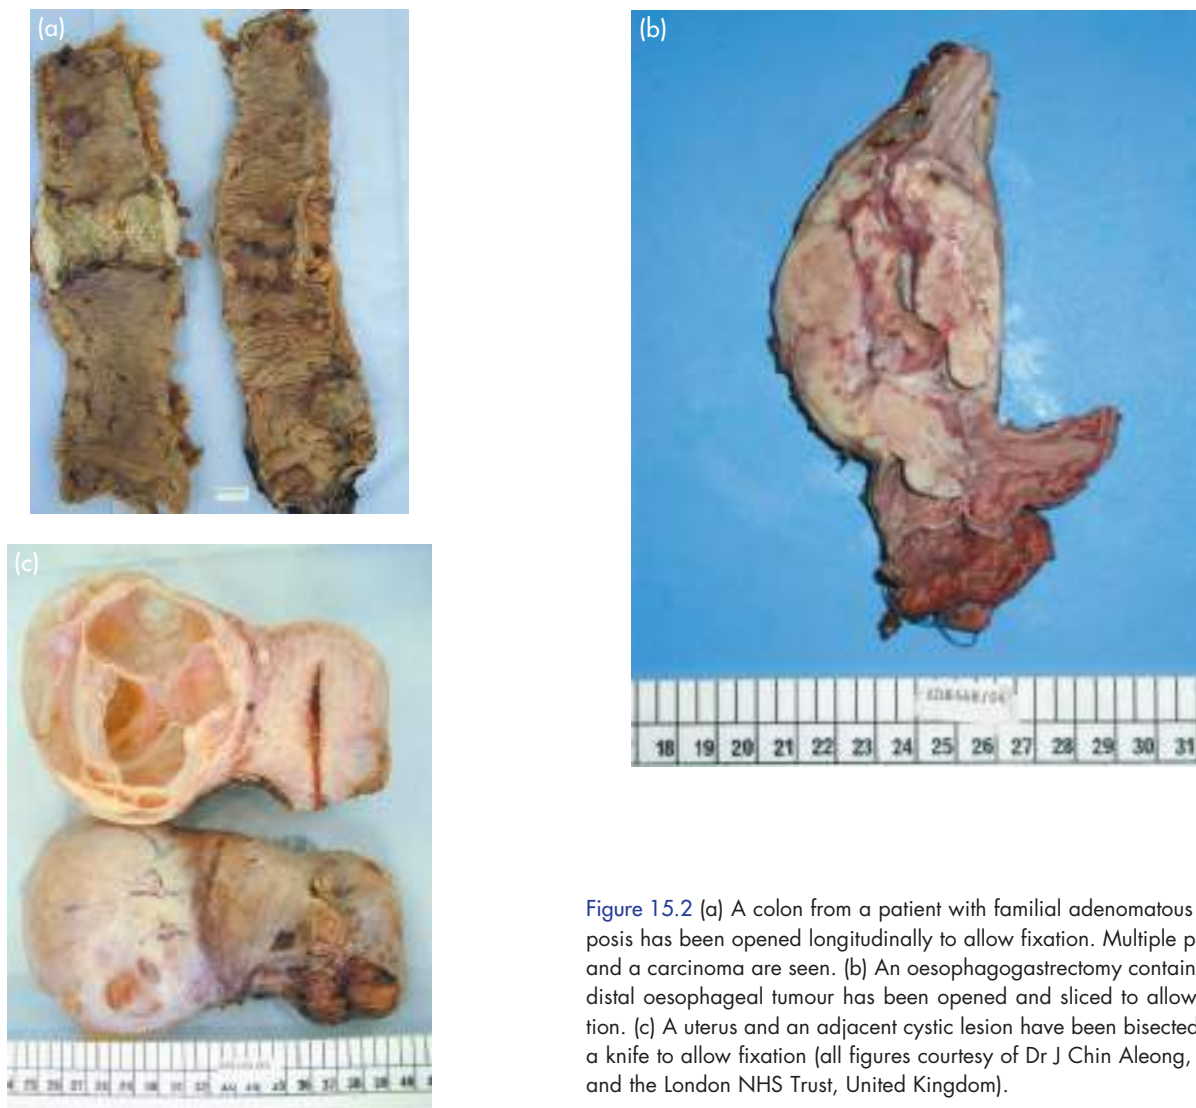 (a)
(b)
18 19 20 21 22 23 24 25 26 27 28 29 30 31
(c)
36 37 38
Figure 15.2 (a) A colon from a patient with familial adenomatous
posis has been opened longitudinally to allow fixation. Multiple p
and a carcinoma are seen. (b) An oesophagogastrectomy contain
distal oesophageal tumour has been opened and sliced to allow
tion. (c) A uterus and an adjacent cystic lesion have been bisected
a knife to allow fixation (all figures courtesy of Dr J Chin Aleong,
and the London NHS Trust, United Kingdom).